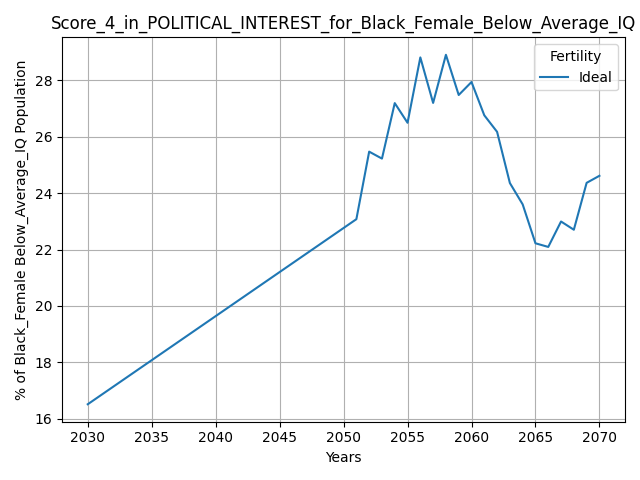 Score_4_in_POLITICAL_INTEREST_for_Black_Female_Below_Average_IQ
% of Black_Female Below_Average_IQ Population
28
26
24
22
20
18
16
Fertility
Ideal
2030 2035 2040 2045 2050 2055 2060 2065 2070
Years